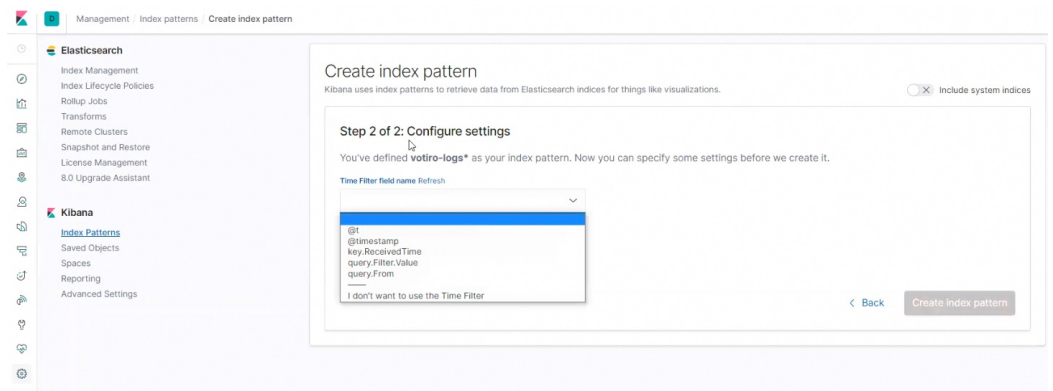 D Management / Index patterns / Create index pattern
Elasticsearch
Index Management
Index Lifecycle Policies
Rollup Jobs
Transforms
Remote Clusters
Snapshot and Restore
License Management
8.0 Upgrade Assistant
Kibana
Index Patterns
Saved Objects
Spaces
Reporting
Advanced Settings
Create index pattern
Kibana uses index patterns to retrieve data from Elasticsearch indices for things like visualizations.
Include system indices
Step 2 of 2: Configure settings
You've defined votiro-logs* as your index pattern. Now you can specify some settings before we create it.
Time Filter field name Refresh
@t
@timestamp
key.ReceivedTime
query.Filter.Value
query.From
I don't want to use the Time Filter
Back
Create index pattern